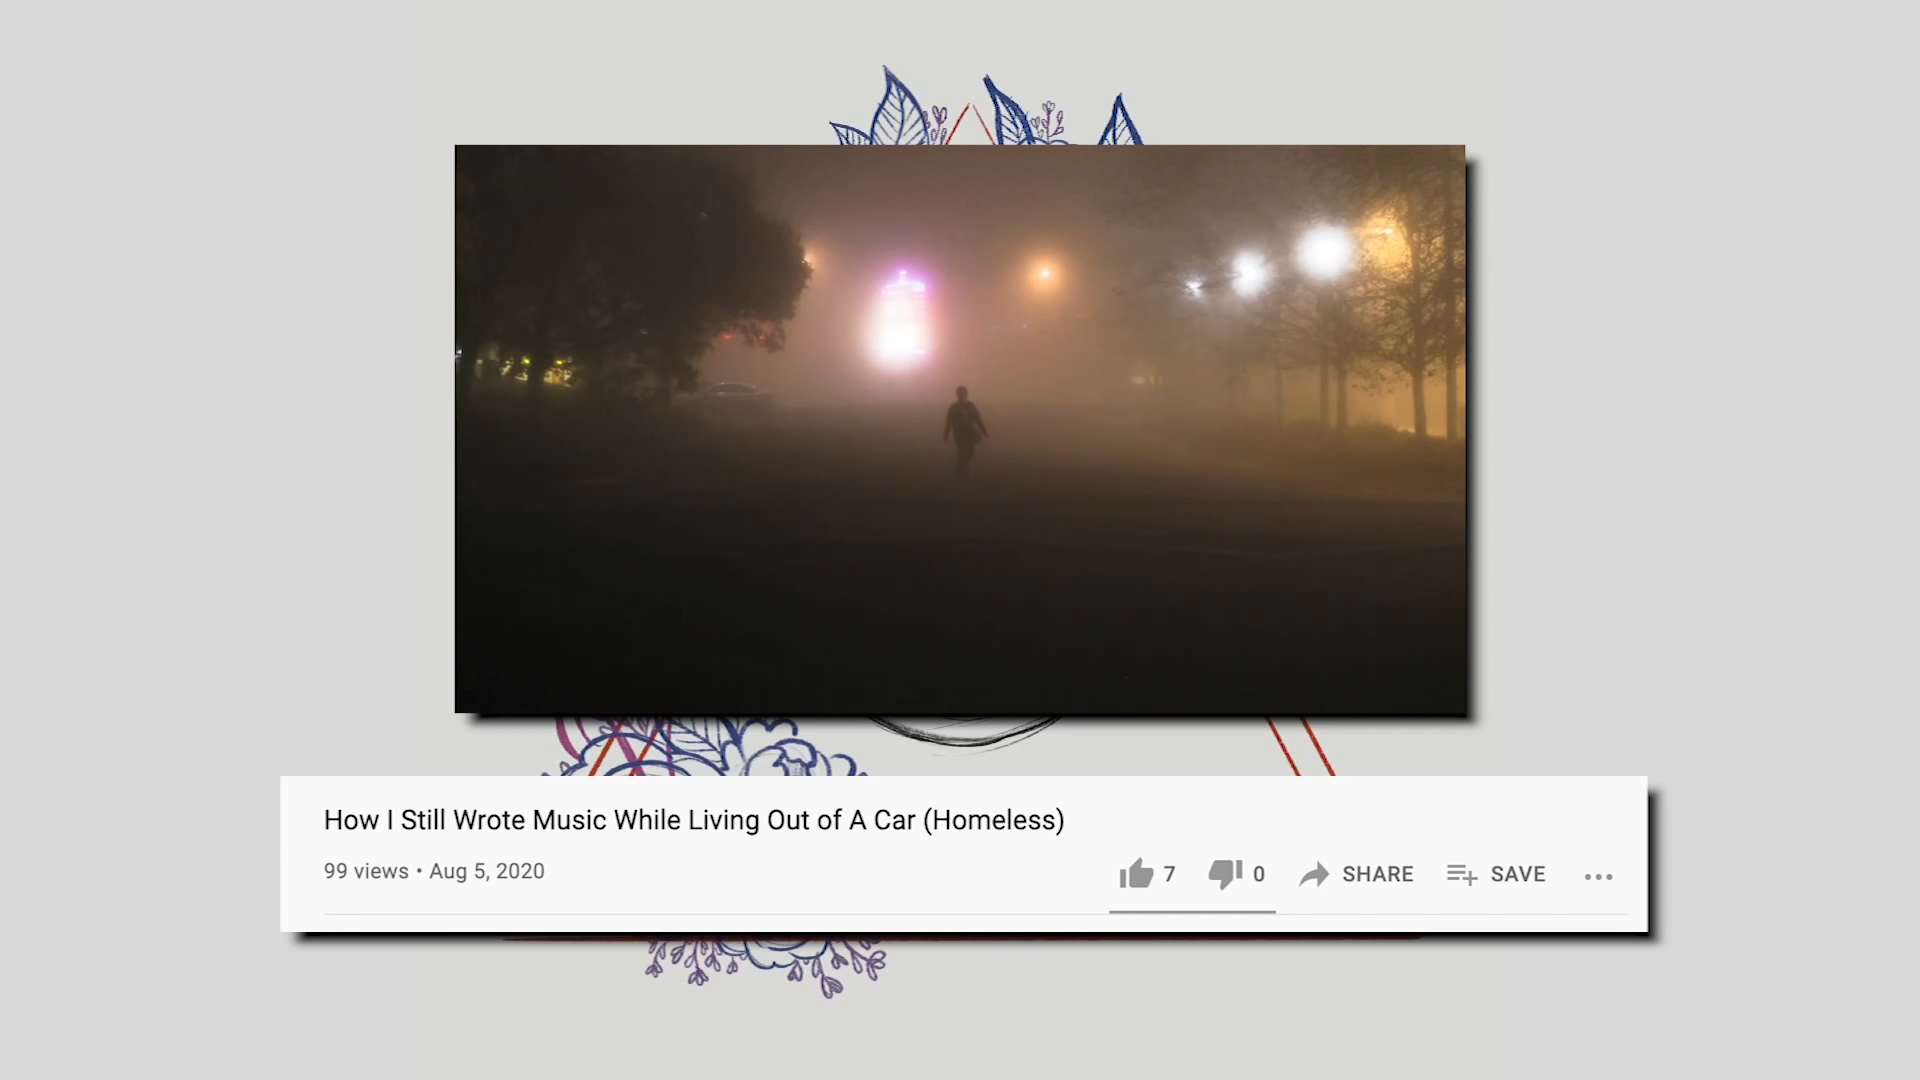 How I Still Wrote Music While Living Out of A Car (Homeless)
99 views • Aug 5, 2020
7 0 SHARE SAVE